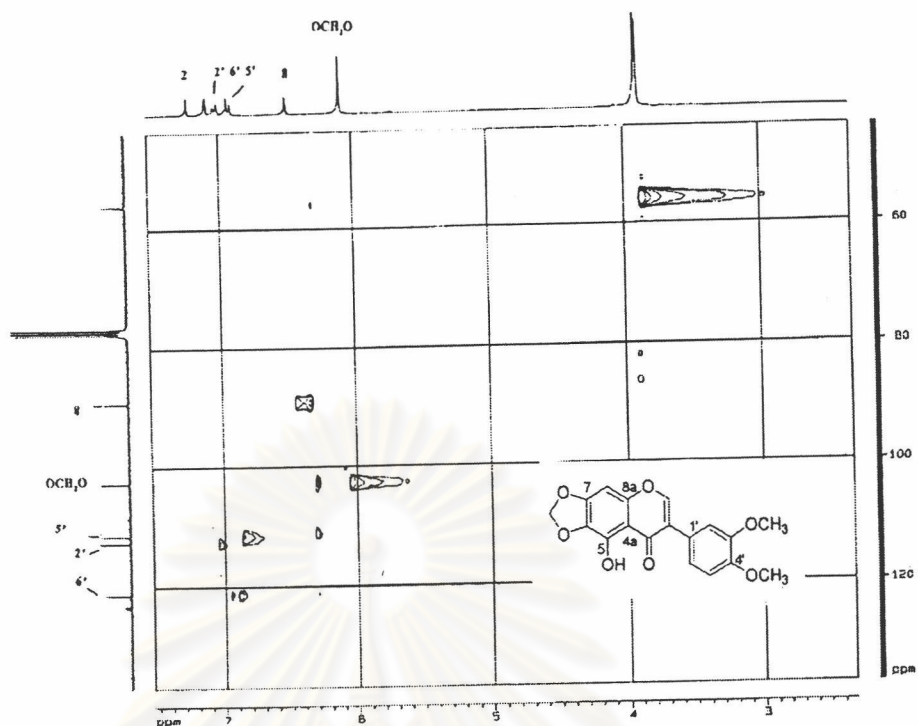 OCH₂O
2 2' 6' 5' 8
60
80
8
100
OCH₂O
5'
2'
6'
120
ppm
O 7 8a O
O 4a 1' OCH₃
5 4'
OH O OCH₃
ppm 7 6 5 4 3